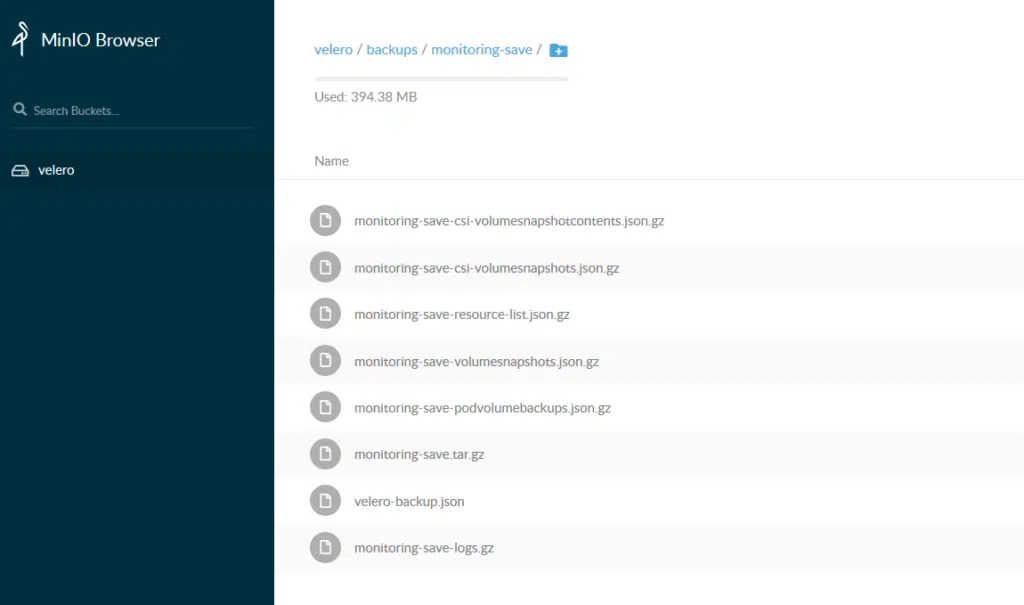 MinIO Browser
Search Buckets...
velero
velero / backups / monitoring-save /
Used: 394.38 MB
Name
monitoring-save-csi-volumesnapshotcontents.json.gz
monitoring-save-csi-volumesnapshots.json.gz
monitoring-save-resource-list.json.gz
monitoring-save-volumesnapshots.json.gz
monitoring-save-podvolumebackups.json.gz
monitoring-save.tar.gz
velero-backup.json
monitoring-save-logs.gz